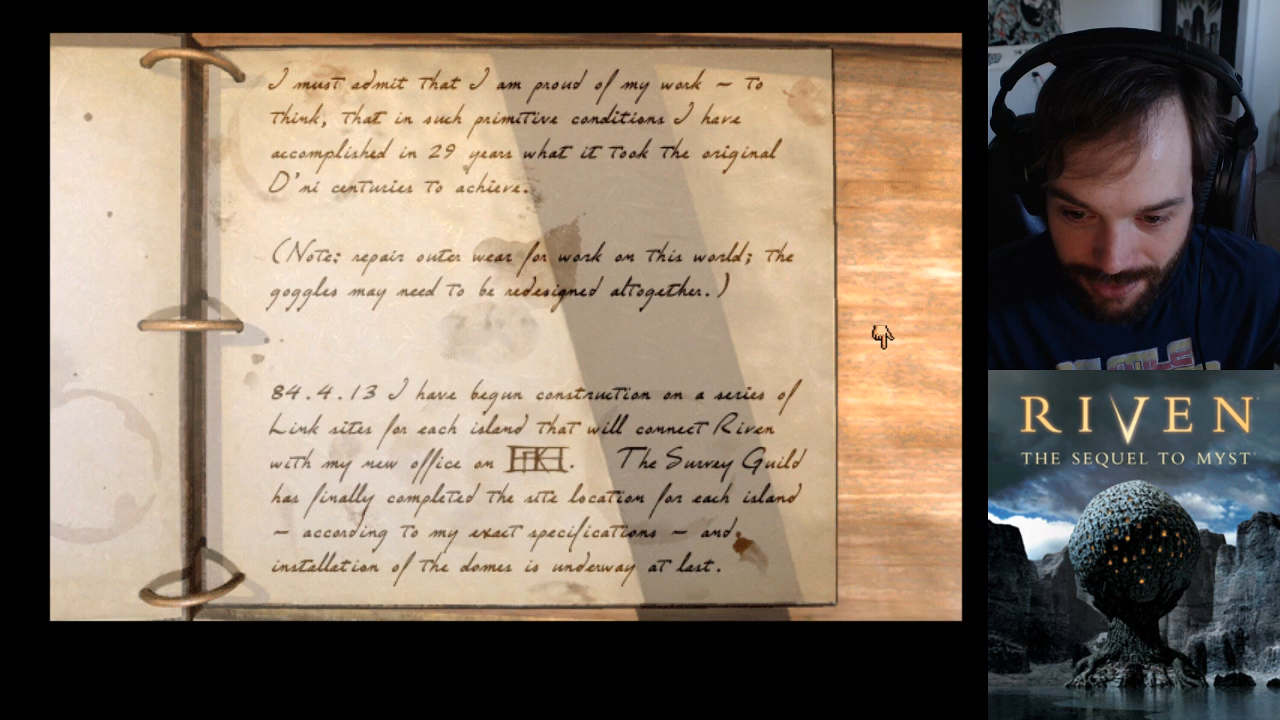 I must admit that I am proud of my work – to
think, that in such primitive conditions I have
accomplished in 29 years what it took the original
D'ni centuries to achieve.
(Note: repair outer wear for work on this world; the
goggles may need to be redesigned altogether.)
84.4.13 I have begun construction on a series of
Link sites for each island that will connect Riven
with my new office on        . The Survey Guild
has finally completed the site location for each island
– according to my exact specifications – and
installation of the domes is underway at last.
RIVEN
THE SEQUEL TO MYST